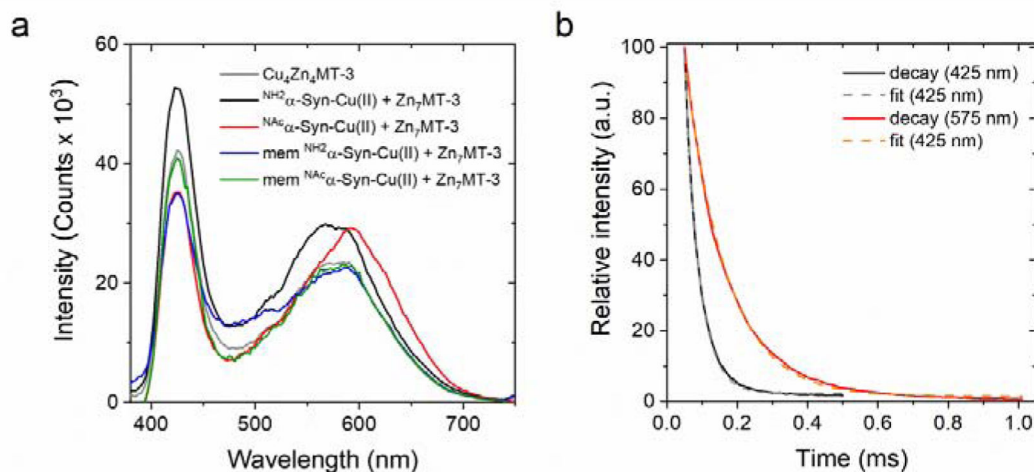 a
60
40
20
0
400 500 600 700
Intensity (Counts x 10³)
Wavelength (nm)
Cu₄Zn₄MT-3
ᴺᴴ²α-Syn-Cu(II) + Zn₇MT-3
ᴺᴬᶜα-Syn-Cu(II) + Zn₇MT-3
mem ᴺᴴ²α-Syn-Cu(II) + Zn₇MT-3
mem ᴺᴬᶜα-Syn-Cu(II) + Zn₇MT-3
b
100
80
60
40
20
0
0.0 0.2 0.4 0.6 0.8 1.0
Relative intensity (a.u.)
Time (ms)
decay (425 nm)
fit (425 nm)
decay (575 nm)
fit (425 nm)